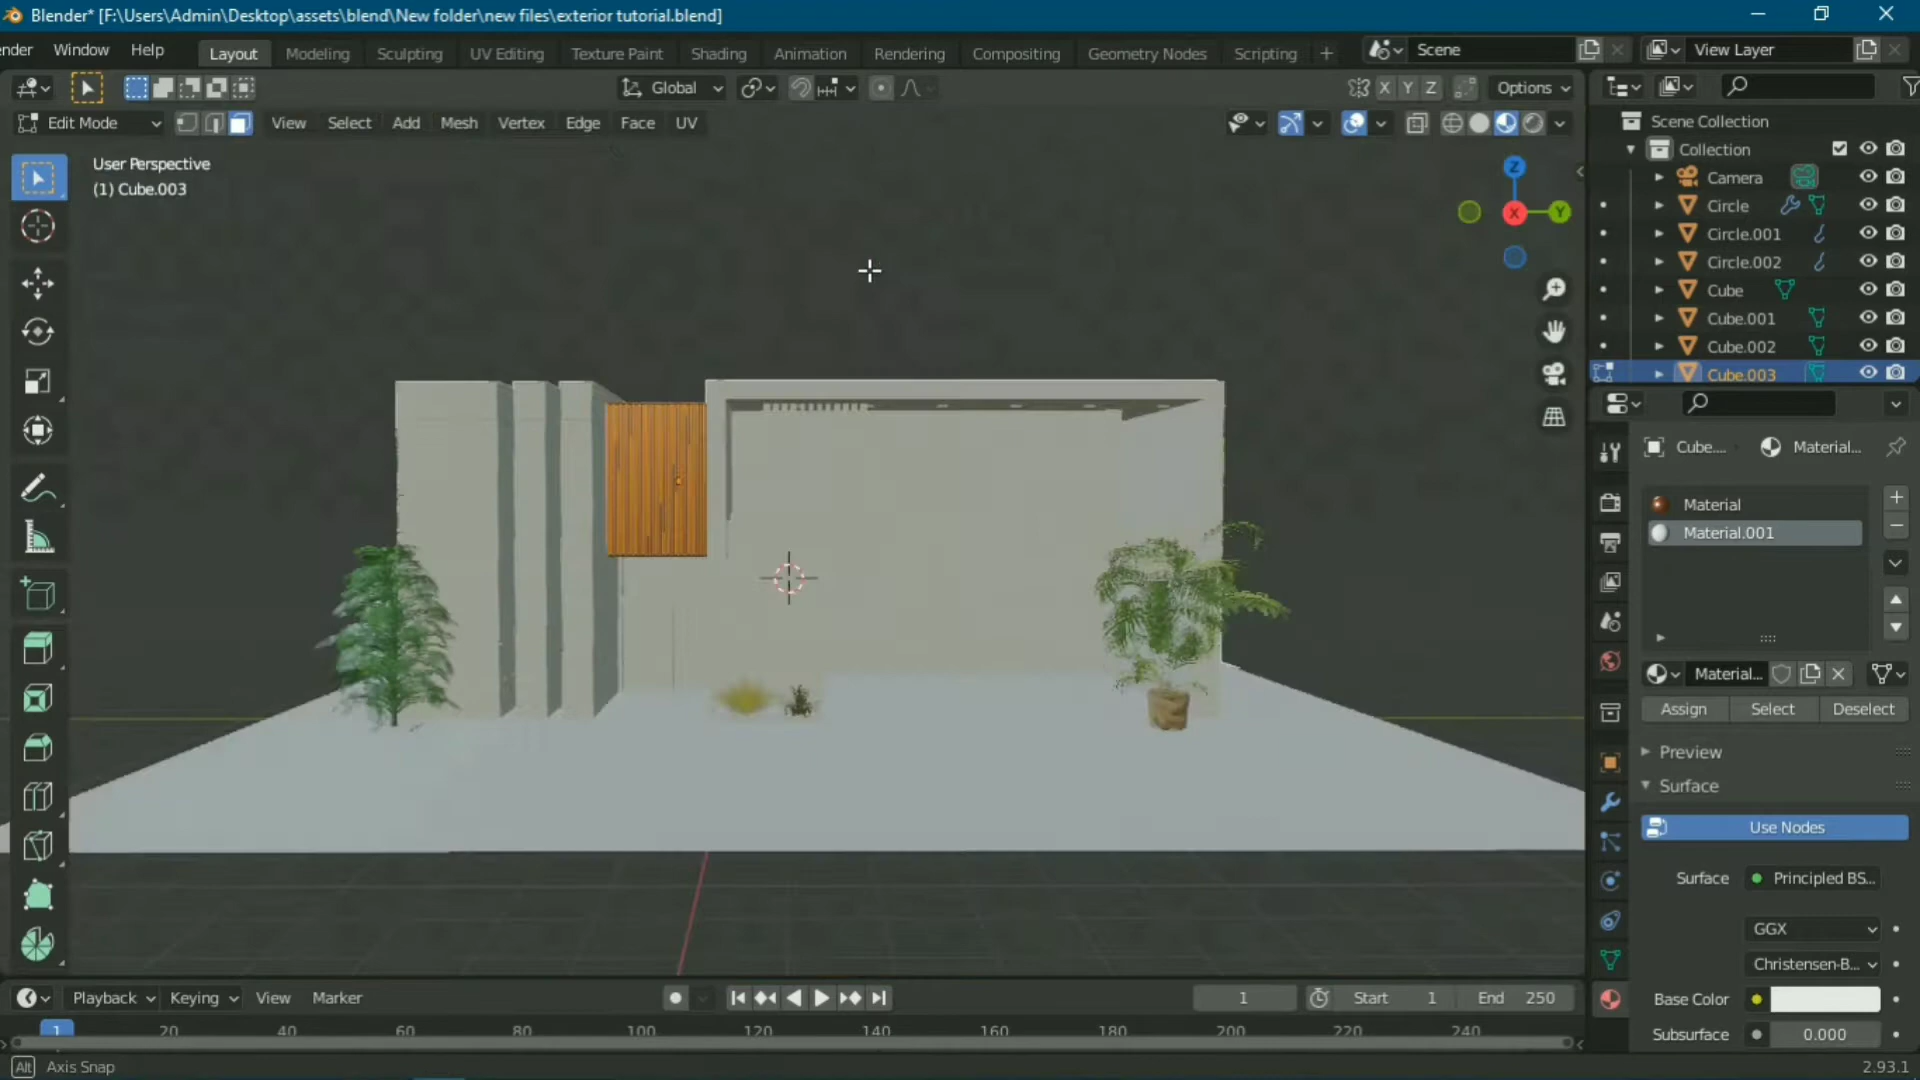 Blender* [F:\Users\Admin\Desktop\assets\blend\New folder\new files\exterior tutorial.blend]
nder Window Help Layout Modeling Sculpting UV Editing Texture Paint Shading Animation Rendering Compositing Geometry Nodes Scripting + Scene View Layer
Global X Y Z Options
Edit Mode View Select Add Mesh Vertex Edge Face UV
User Perspective
(1) Cube.003
Z
X Y
Scene Collection
Collection
Camera
Circle
Circle.001
Circle.002
Cube
Cube.001
Cube.002
Cube.003
Cube.... Material...
Material
Material.001
Material...
Assign Select Deselect
Preview
Surface
Use Nodes
Surface Principled BS...
GGX
Christensen-B...
Base Color
Subsurface 0.000
Playback Keying View Marker 1 Start 1 End 250
1 20 40 60 80 100 120 140 160 180 200 220 240
Alt Axis Snap 2.93.1